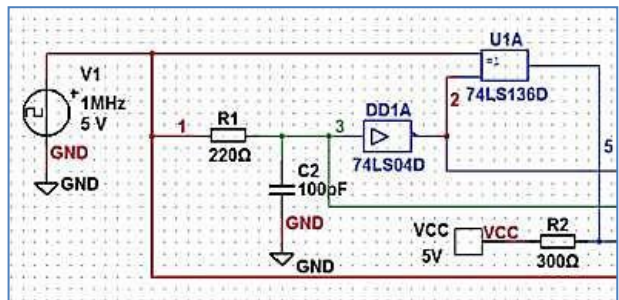 U1A
=1
74LS136D
V1
+
1MHz
5 V
GND
GND
1
R1
220Ω
3
DD1A
74LS04D
2
5
C2
100pF
GND
GND
VCC
5V
VCC
R2
300Ω